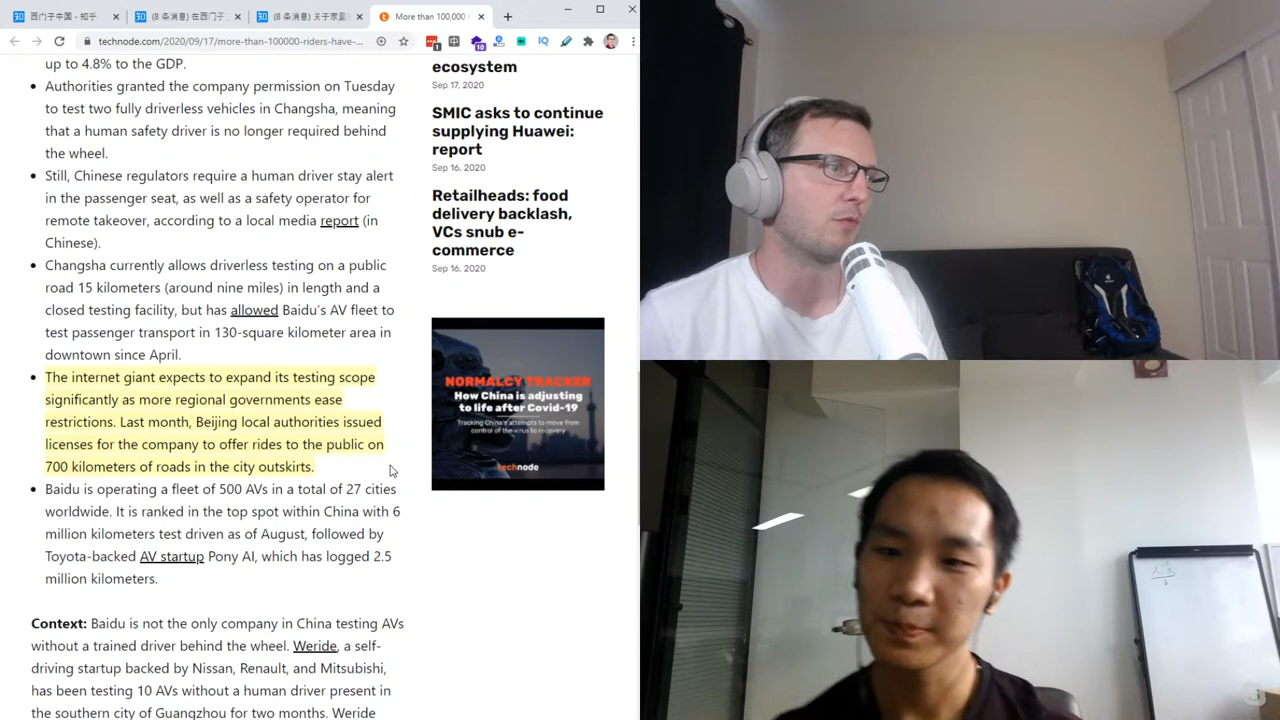 西门子中国 - 知乎
(8 条消息) 在西门子
(8 条消息) 关于家里
More than 100,000
technode.com/2020/09/17/more-than-100000-riders-have-...
up to 4.8% to the GDP.
Authorities granted the company permission on Tuesday
to test two fully driverless vehicles in Changsha, meaning
that a human safety driver is no longer required behind
the wheel.
Still, Chinese regulators require a human driver stay alert
in the passenger seat, as well as a safety operator for
remote takeover, according to a local media report (in
Chinese).
Changsha currently allows driverless testing on a public
road 15 kilometers (around nine miles) in length and a
closed testing facility, but has allowed Baidu's AV fleet to
test passenger transport in 130-square kilometer area in
downtown since April.
The internet giant expects to expand its testing scope
significantly as more regional governments ease
restrictions. Last month, Beijing local authorities issued
licenses for the company to offer rides to the public on
700 kilometers of roads in the city outskirts.
Baidu is operating a fleet of 500 AVs in a total of 27 cities
worldwide. It is ranked in the top spot within China with 6
million kilometers test driven as of August, followed by
Toyota-backed AV startup Pony AI, which has logged 2.5
million kilometers.
Context: Baidu is not the only company in China testing AVs
without a trained driver behind the wheel. Weride, a self-
driving startup backed by Nissan, Renault, and Mitsubishi,
has been testing 10 AVs without a human driver present in
the southern city of Guangzhou for two months. Weride
ecosystem
Sep 17, 2020
SMIC asks to continue
supplying Huawei:
report
Sep 16, 2020
Retailheads: food
delivery backlash,
VCs snub e-
commerce
Sep 16, 2020
NORMALCY TRACKER
How China is adjusting
to life after Covid-19
Tracking China's attempts to move from
control of the virus to recovery
technode